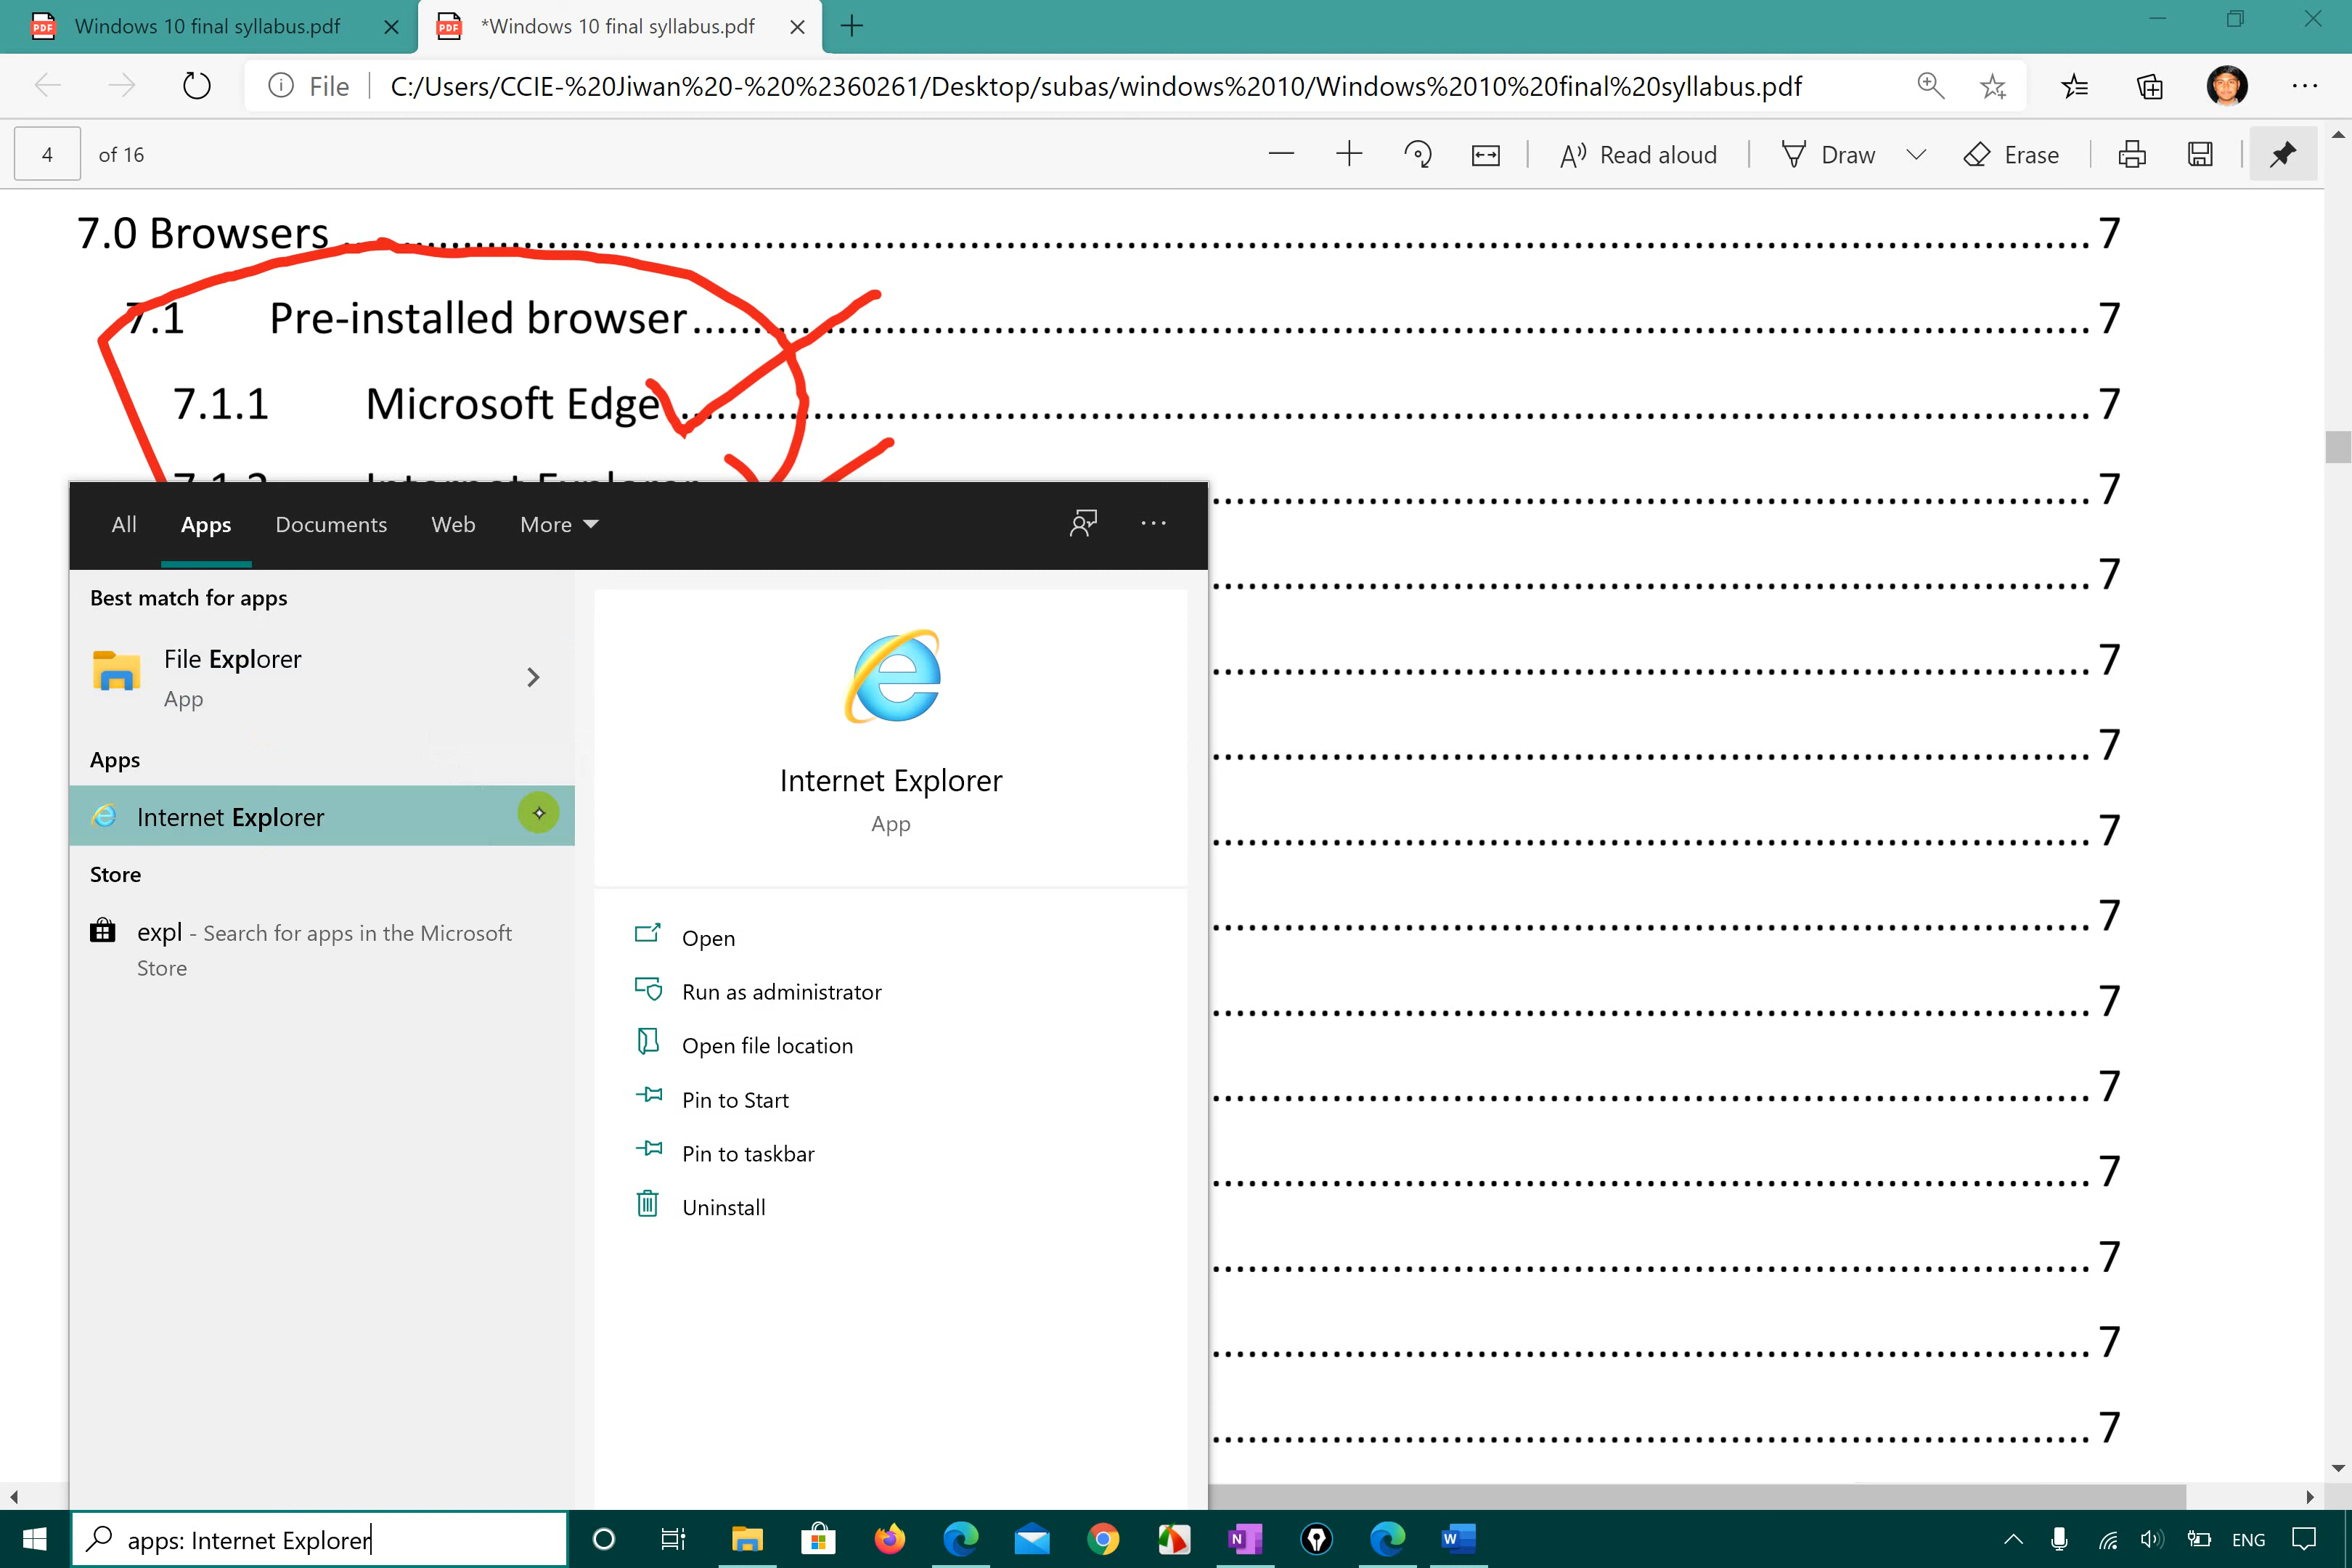 Windows 10 final syllabus.pdf
*Windows 10 final syllabus.pdf
File
C:/Users/CCIE-%20Jiwan%20-%20%2360261/Desktop/subas/windows%2010/Windows%2010%20final%20syllabus.pdf
4 of 16
Read aloud
Draw
Erase
7.0 Browsers ........ 7
7.1 Pre-installed browser ........ 7
7.1.1 Microsoft Edge ........ 7
7.1.2 Internet Explorer ........ 7
7
7
7
7
7
7
7
7
7
7
7
All Apps Documents Web More
Best match for apps
File Explorer
App
Apps
Internet Explorer
Store
expl - Search for apps in the Microsoft
Store
Internet Explorer
App
Open
Run as administrator
Open file location
Pin to Start
Pin to taskbar
Uninstall
apps: Internet Explorer
ENG